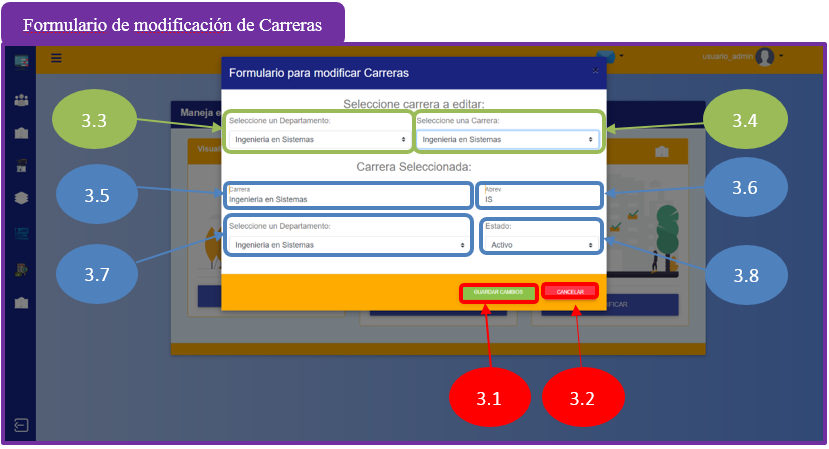 Formulario de modificación de Carreras
usuario_admin
Formulario para modificar Carreras
×
Seleccione carrera a editar:
Maneja e
Seleccione un Departamento:
Seleccione una Carrera:
3.3
3.4
Ingenieria en Sistemas
Ingenieria en Sistemas
Visuali
Carrera Seleccionada:
3.5
3.6
Carrera
Abrev
Ingenieria en Sistemas
IS
Seleccione un Departamento:
Estado:
Ingenieria en Sistemas
Activo
3.7
3.8
GUARDAR CAMBIOS
CANCELAR
FICAR
3.1
3.2